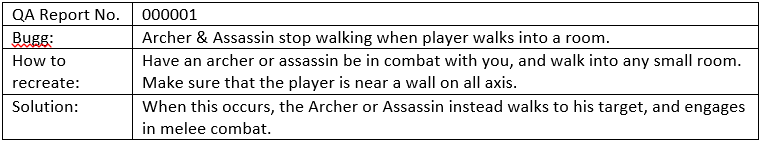 QA Report No. 000001
Bugg: Archer & Assassin stop walking when player walks into a room.
How to recreate: Have an archer or assassin be in combat with you, and walk into any small room.
Make sure that the player is near a wall on all axis.
Solution: When this occurs, the Archer or Assassin instead walks to his target, and engages
in melee combat.